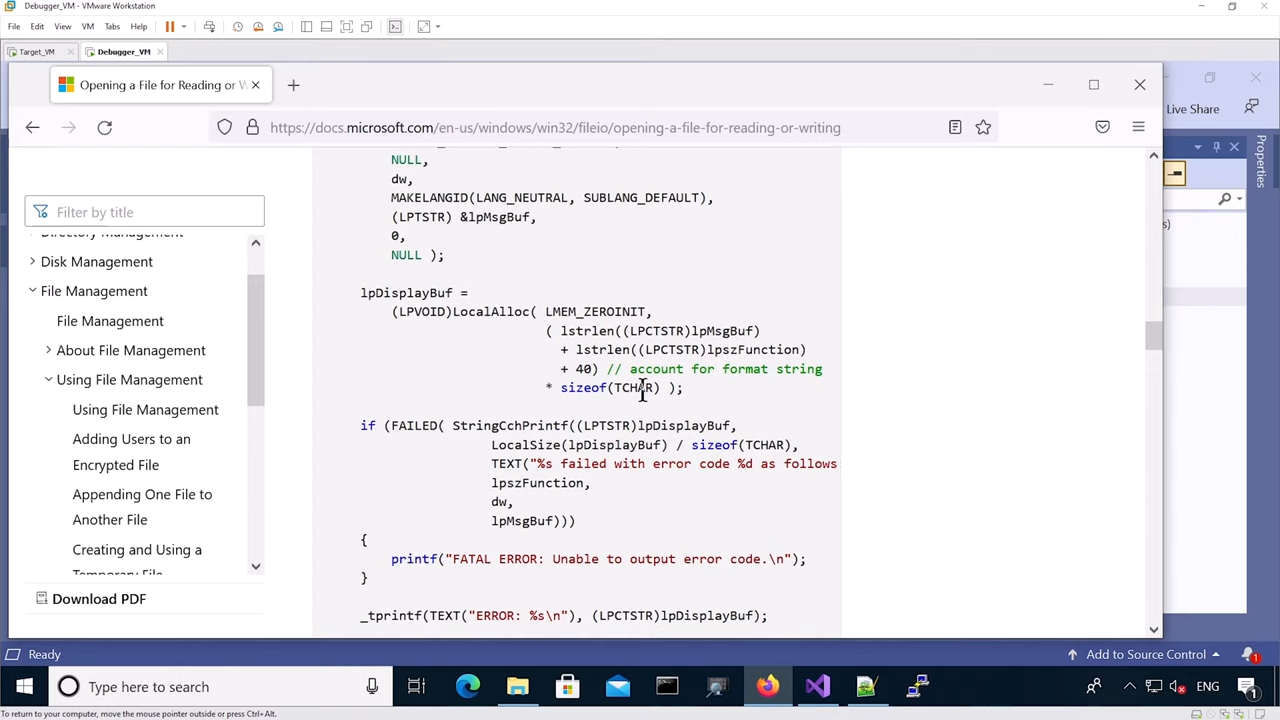 Debugger_VM - VMware Workstation
File Edit View VM Tabs Help
Target_VM
Debugger_VM
Opening a File for Reading or W
Live Share
https://docs.microsoft.com/en-us/windows/win32/fileio/opening-a-file-for-reading-or-writing
Properties
Filter by title
Directory Management
Disk Management
File Management
File Management
About File Management
Using File Management
Using File Management
Adding Users to an
Encrypted File
Appending One File to
Another File
Creating and Using a
Temporary File
Download PDF
NULL,
dw,
MAKELANGID(LANG_NEUTRAL, SUBLANG_DEFAULT),
(LPTSTR) &lpMsgBuf,
0,
NULL );
lpDisplayBuf =
(LPVOID)LocalAlloc( LMEM_ZEROINIT,
( lstrlen((LPCTSTR)lpMsgBuf)
+ lstrlen((LPCTSTR)lpszFunction)
+ 40) // account for format string
* sizeof(TCHAR) );
if (FAILED( StringCchPrintf((LPTSTR)lpDisplayBuf,
LocalSize(lpDisplayBuf) / sizeof(TCHAR),
TEXT("%s failed with error code %d as follows
lpszFunction,
dw,
lpMsgBuf)))
{
printf("FATAL ERROR: Unable to output error code.\n");
}
_tprintf(TEXT("ERROR: %s\n"), (LPCTSTR)lpDisplayBuf);
s)
Ready
Add to Source Control
1
Type here to search
ENG
1
To return to your computer, move the mouse pointer outside or press Ctrl+Alt.